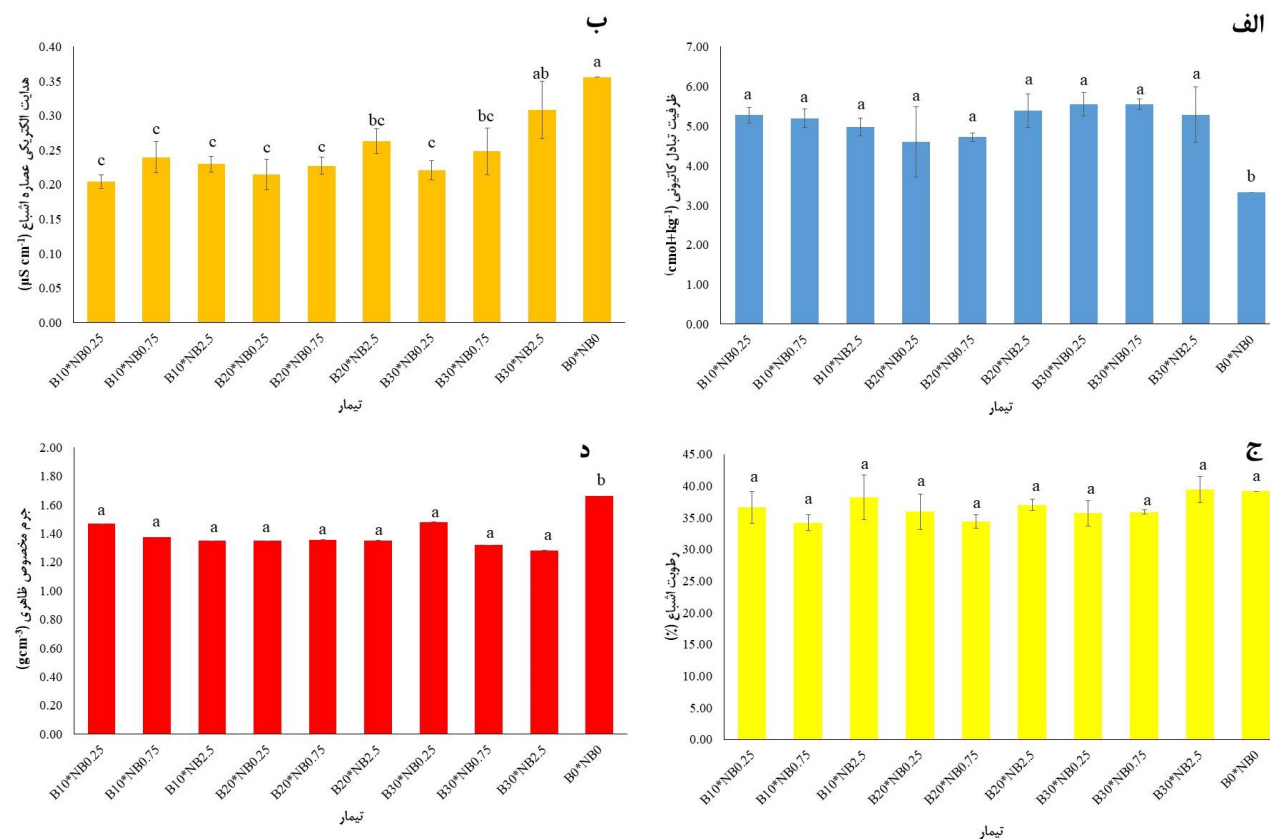 الف
ظرفیت تبادل کاتیونی (cmol+kg-1)
7.00
6.00
5.00
4.00
3.00
2.00
1.00
0.00
a
a
a
a
a
a
a
a
a
b
B10*NB0.25
B10*NB0.75
B10*NB2.5
B20*NB0.25
B20*NB0.75
B20*NB2.5
B30*NB0.25
B30*NB0.75
B30*NB2.5
B0*NB0
تیمار
ب
هدایت الکتریکی عصاره اشباع (µS cm-1)
0.40
0.35
0.30
0.25
0.20
0.15
0.10
0.05
0.00
c
c
c
c
c
bc
c
bc
ab
a
B10*NB0.25
B10*NB0.75
B10*NB2.5
B20*NB0.25
B20*NB0.75
B20*NB2.5
B30*NB0.25
B30*NB0.75
B30*NB2.5
B0*NB0
تیمار
ج
رطوبت اشباع (%)
45.00
40.00
35.00
30.00
25.00
20.00
15.00
10.00
5.00
0.00
a
a
a
a
a
a
a
a
a
a
B10*NB0.25
B10*NB0.75
B10*NB2.5
B20*NB0.25
B20*NB0.75
B20*NB2.5
B30*NB0.25
B30*NB0.75
B30*NB2.5
B0*NB0
تیمار
د
جرم مخصوص ظاهری (gcm-3)
2.00
1.80
1.60
1.40
1.20
1.00
0.80
0.60
0.40
0.20
0.00
a
a
a
a
a
a
a
a
a
b
B10*NB0.25
B10*NB0.75
B10*NB2.5
B20*NB0.25
B20*NB0.75
B20*NB2.5
B30*NB0.25
B30*NB0.75
B30*NB2.5
B0*NB0
تیمار